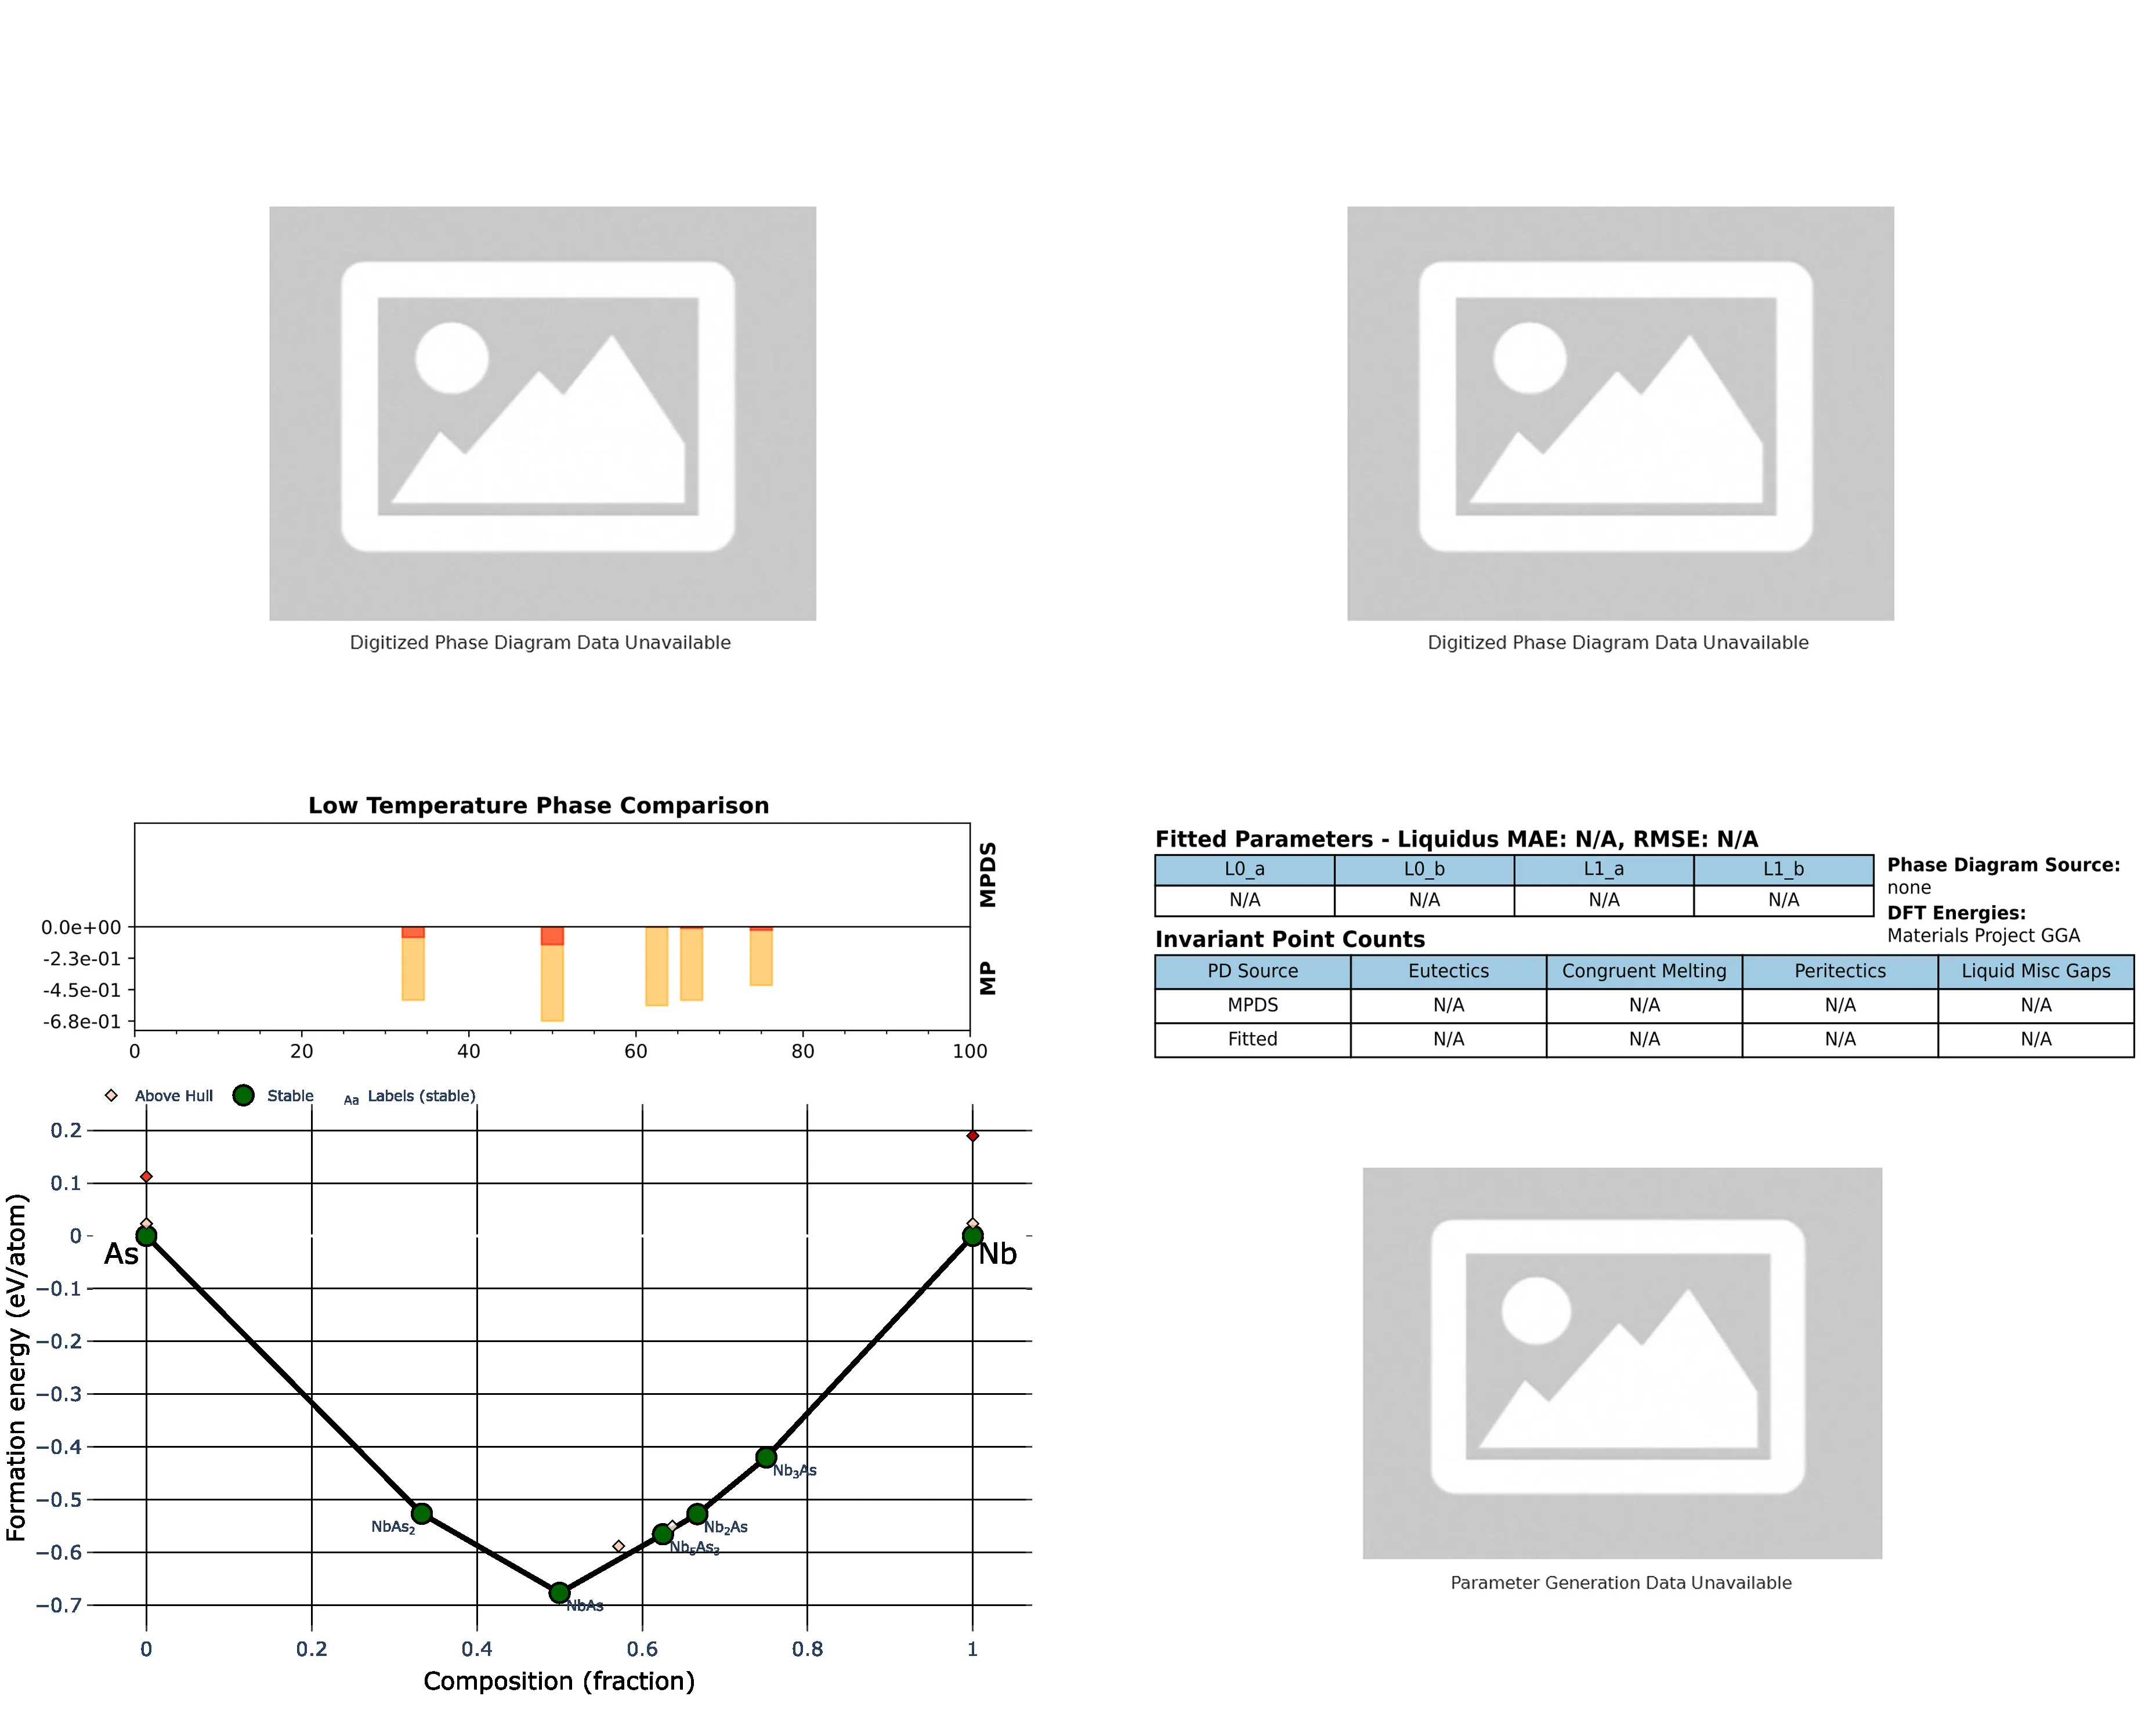 Digitized Phase Diagram Data Unavailable
Digitized Phase Diagram Data Unavailable
Low Temperature Phase Comparison
MPDS
MP
0.0e+00
-2.3e-01
-4.5e-01
-6.8e-01
0 20 40 60 80 100
Fitted Parameters - Liquidus MAE: N/A, RMSE: N/A
L0_a L0_b L1_a L1_b
N/A N/A N/A N/A
Phase Diagram Source:
none
DFT Energies:
Materials Project GGA
Invariant Point Counts
PD Source Eutectics Congruent Melting Peritectics Liquid Misc Gaps
MPDS N/A N/A N/A N/A
Fitted N/A N/A N/A N/A
Above Hull Stable Aa Labels (stable)
Formation energy (eV/atom)
0.2
0.1
0
−0.1
−0.2
−0.3
−0.4
−0.5
−0.6
−0.7
As
Nb
Nb₃As
NbAs₂
Nb₂As
Nb₅As₃
NbAs
0 0.2 0.4 0.6 0.8 1
Composition (fraction)
Parameter Generation Data Unavailable